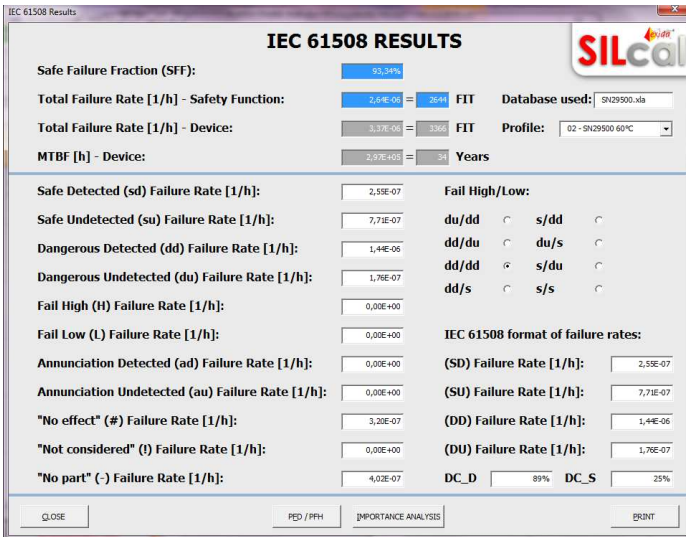 IEC 61508 Results
x
IEC 61508 RESULTS
exida
SILcal
Safe Failure Fraction (SFF): 93,34%
Total Failure Rate [1/h] - Safety Function: 2,64E-06 = 2644 FIT Database used: SN29500.xla
Total Failure Rate [1/h] - Device: 3,37E-06 = 3366 FIT Profile: 02 - SN29500 60°C
MTBF [h] - Device: 2,97E+05 = 34 Years
Safe Detected (sd) Failure Rate [1/h]: 2,55E-07 Fail High/Low:
Safe Undetected (su) Failure Rate [1/h]: 7,71E-07 du/dd s/dd
Dangerous Detected (dd) Failure Rate [1/h]: 1,44E-06 dd/du du/s
Dangerous Undetected (du) Failure Rate [1/h]: 1,76E-07 dd/dd s/du
Fail High (H) Failure Rate [1/h]: 0,00E+00 dd/s s/s
Fail Low (L) Failure Rate [1/h]: 0,00E+00 IEC 61508 format of failure rates:
Annunciation Detected (ad) Failure Rate [1/h]: 0,00E+00 (SD) Failure Rate [1/h]: 2,55E-07
Annunciation Undetected (au) Failure Rate [1/h]: 0,00E+00 (SU) Failure Rate [1/h]: 7,71E-07
"No effect" (#) Failure Rate [1/h]: 3,20E-07 (DD) Failure Rate [1/h]: 1,44E-06
"Not considered" (!) Failure Rate [1/h]: 0,00E+00 (DU) Failure Rate [1/h]: 1,76E-07
"No part" (-) Failure Rate [1/h]: 4,02E-07 DC_D 89% DC_S 25%
CLOSE PFD / PFH IMPORTANCE ANALYSIS PRINT